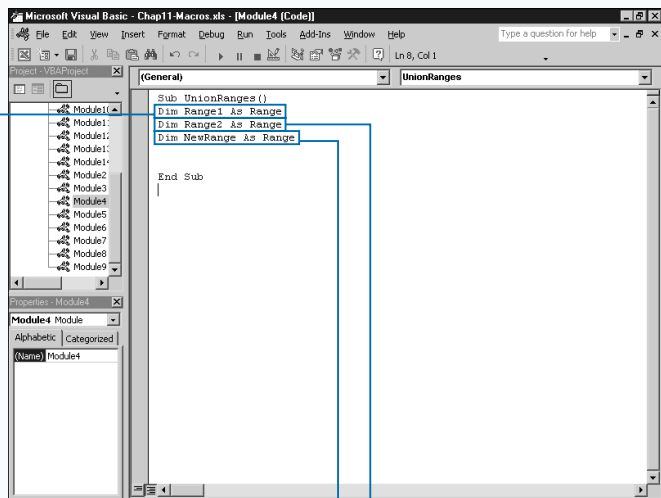 Microsoft Visual Basic - Chap11-Macros.xls - [Module4 (Code)]
File Edit View Insert Format Debug Run Tools Add-Ins Window Help
Type a question for help
Ln 8, Col 1
Project - VBAProject
(General)
UnionRanges
Module10
Module11
Module12
Module2
Module3
Module4
Module5
Module6
Module7
Module8
Module9
Sub UnionRanges()
Dim Range1 As Range
Dim Range2 As Range
Dim NewRange As Range
End Sub
Properties - Module4
Module4 Module
Alphabetic Categorized
(Name) Module4